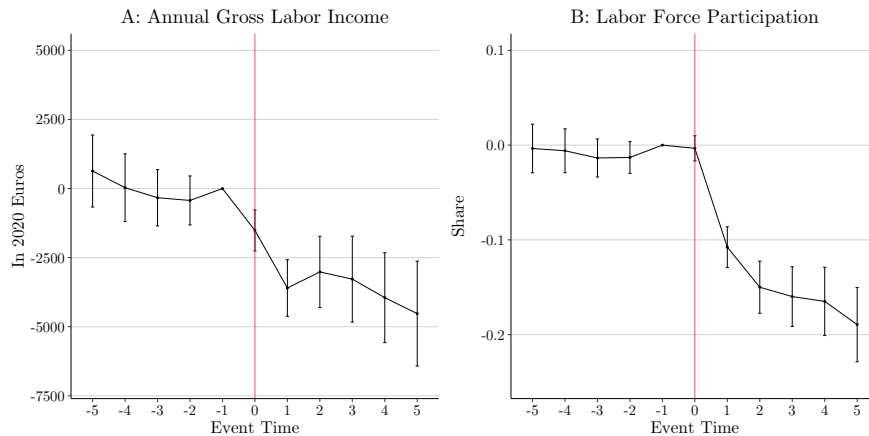 A: Annual Gross Labor Income
In 2020 Euros
5000
2500
0
-2500
-5000
-7500
-5 -4 -3 -2 -1 0 1 2 3 4 5
Event Time
B: Labor Force Participation
Share
0.1
0.0
-0.1
-0.2
-5 -4 -3 -2 -1 0 1 2 3 4 5
Event Time